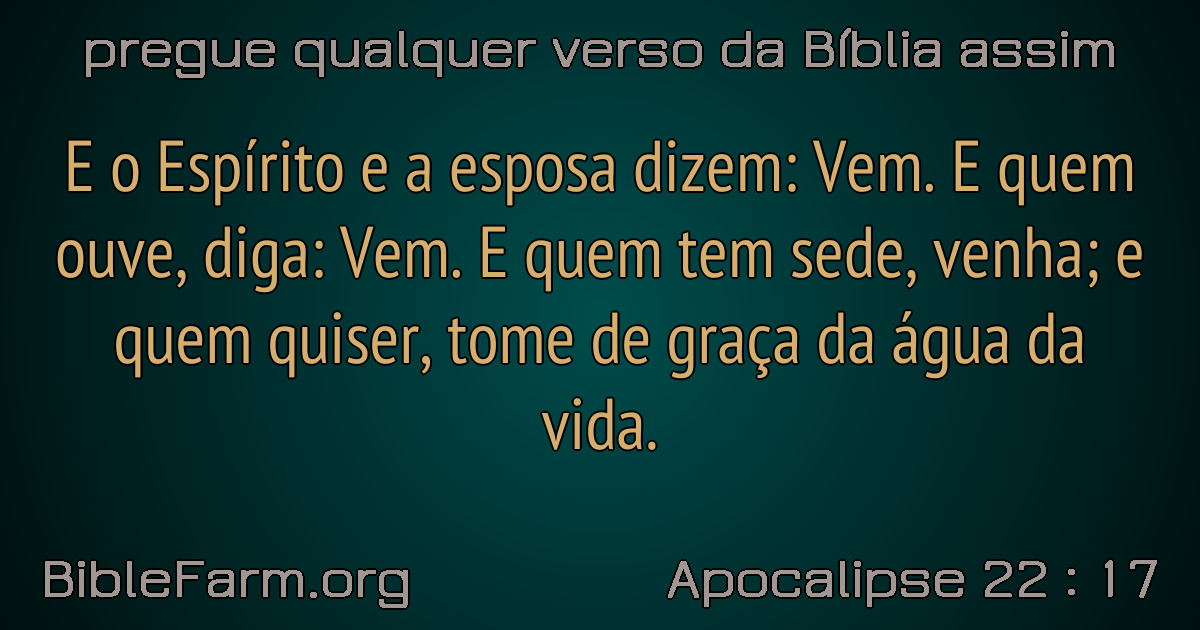 pregue qualquer verso da Bíblia assim
E o Espírito e a esposa dizem: Vem. E quem
ouve, diga: Vem. E quem tem sede, venha; e
quem quiser, tome de graça da água da
vida.
BibleFarm.org
Apocalipse 22 : 17